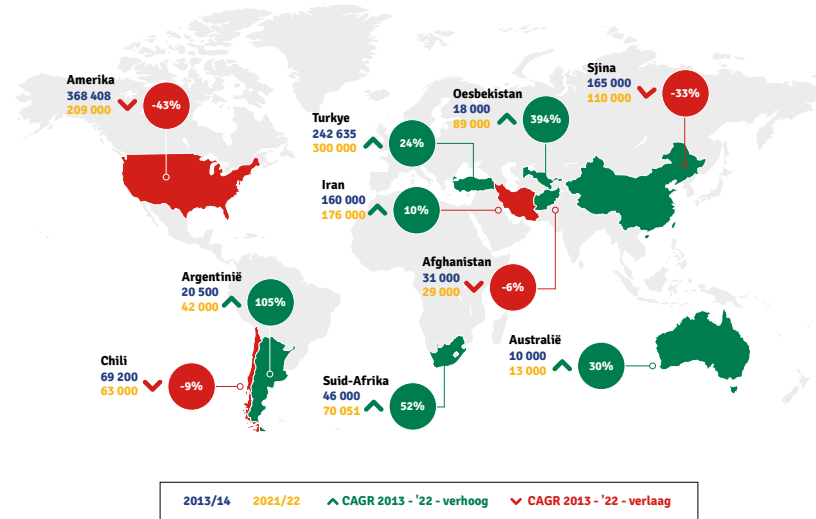 Amerika
368 408
209 000
-43%
Turkye
242 635
300 000
24%
Oesbekistan
18 000
89 000
394%
Sjina
165 000
110 000
-33%
Iran
160 000
176 000
10%
Afghanistan
31 000
29 000
-6%
Argentinië
20 500
42 000
105%
Chili
69 200
63 000
-9%
Suid-Afrika
46 000
70 051
52%
Australië
10 000
13 000
30%
2013/14 2021/22 CAGR 2013 - '22 - verhoog CAGR 2013 - '22 - verlaag